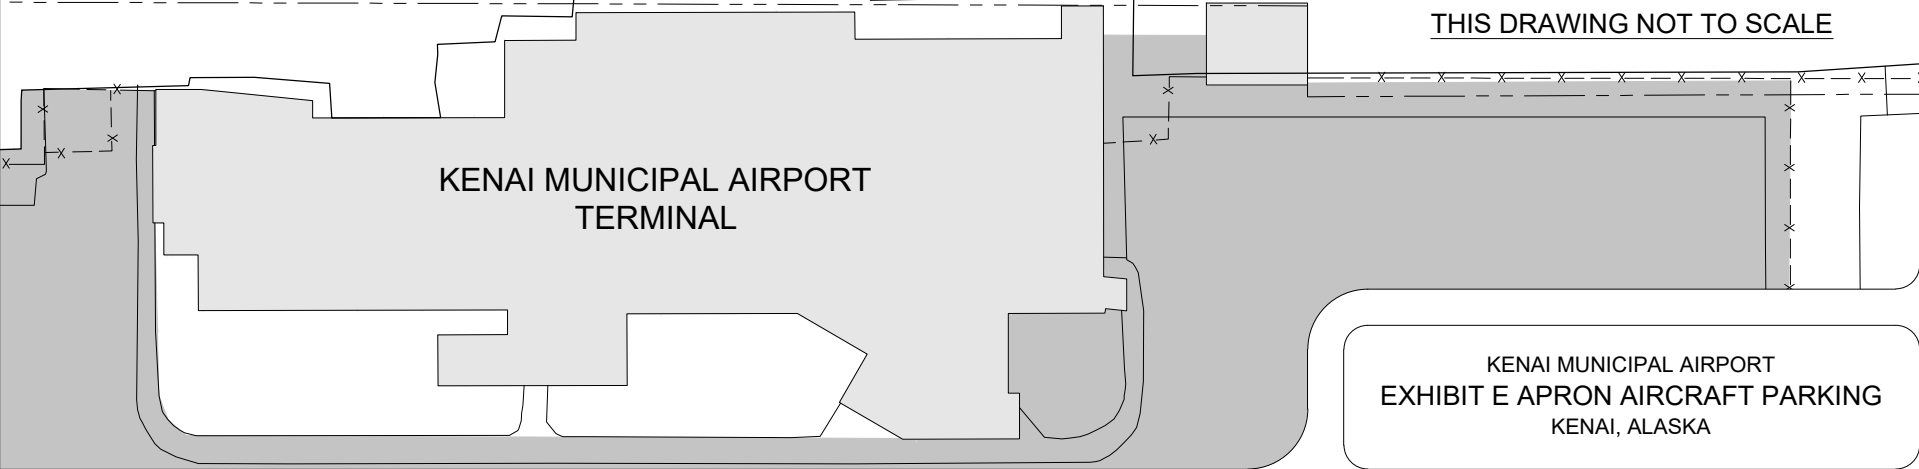 THIS DRAWING NOT TO SCALE
KENAI MUNICIPAL AIRPORT
TERMINAL
KENAI MUNICIPAL AIRPORT
EXHIBIT E APRON AIRCRAFT PARKING
KENAI, ALASKA